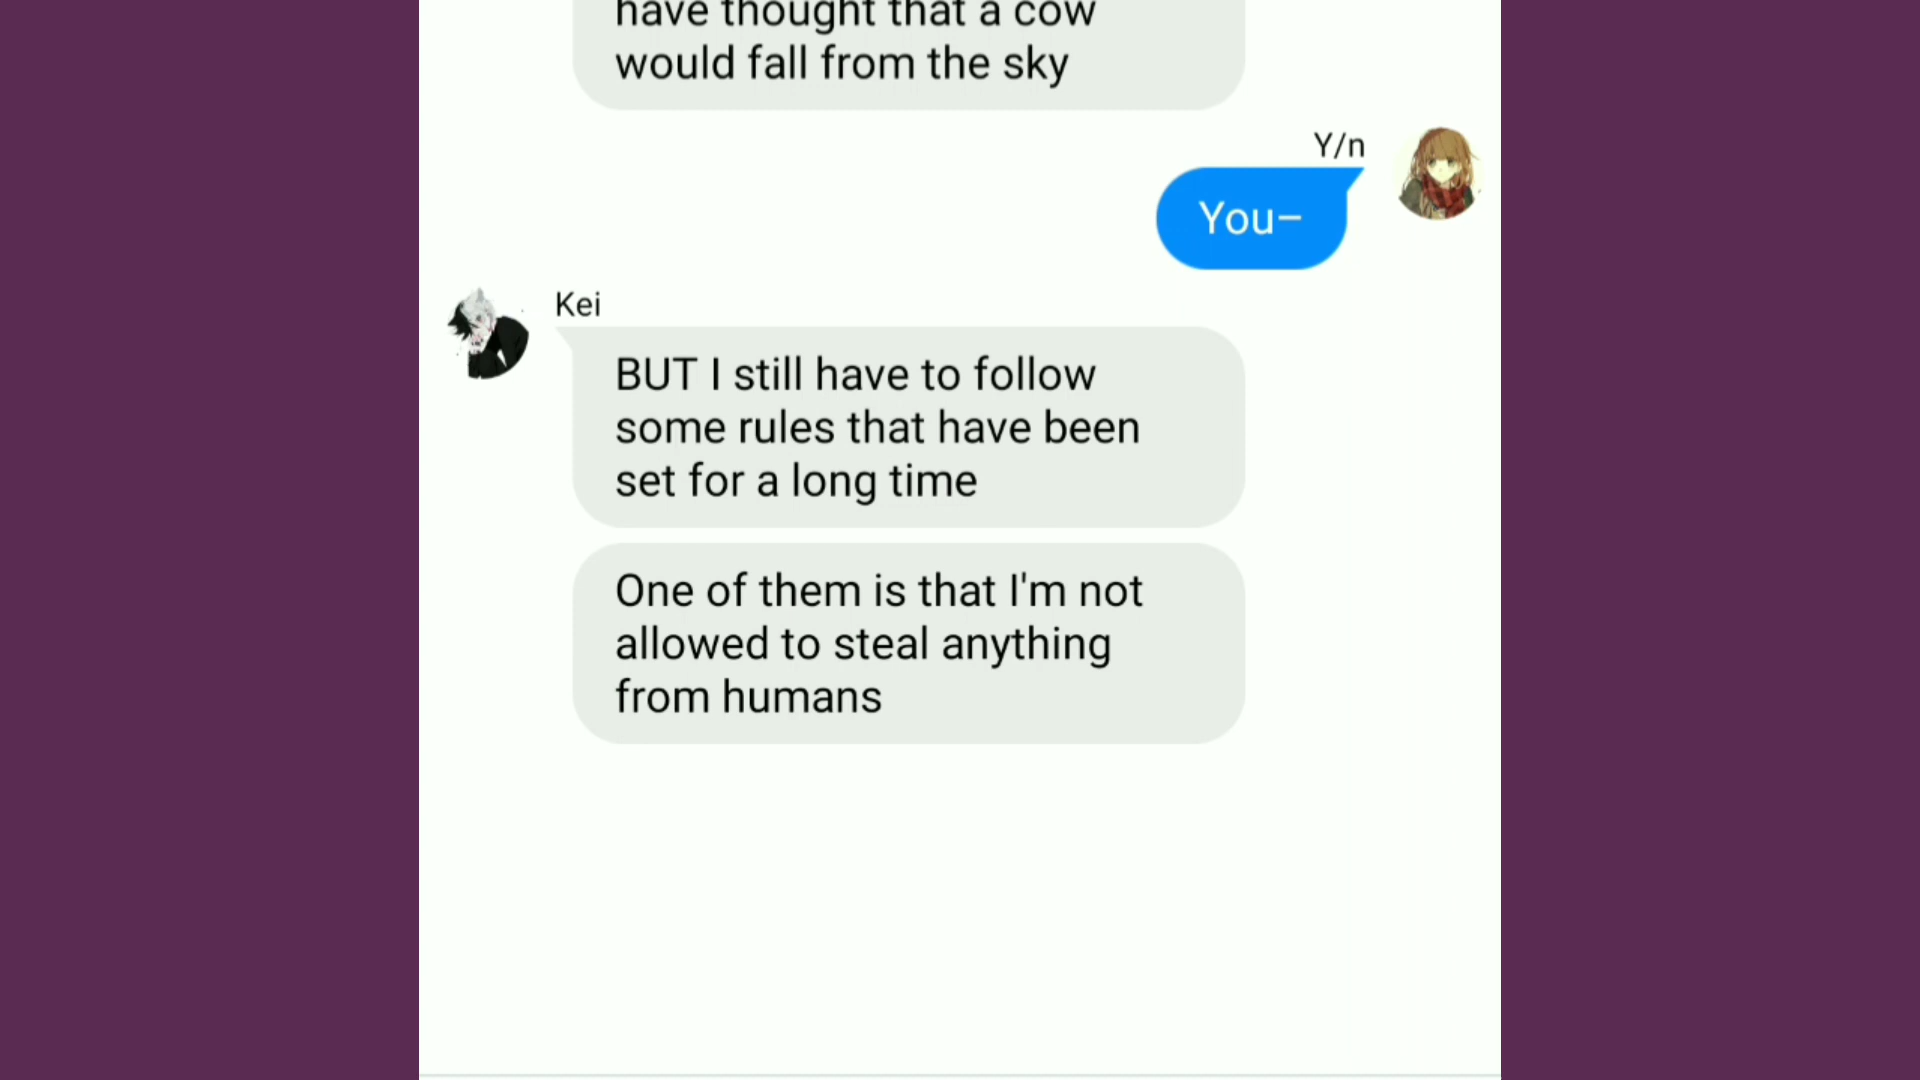 have thought that a cow
would fall from the sky
Y/n
You–
Kei
BUT I still have to follow
some rules that have been
set for a long time
One of them is that I'm not
allowed to steal anything
from humans